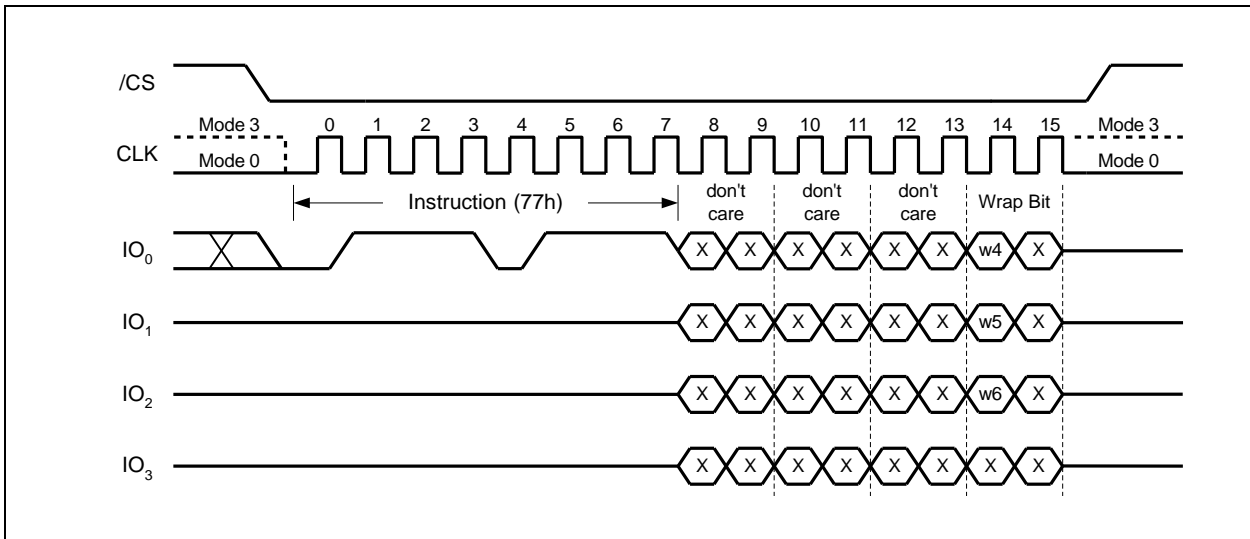 /CS
Mode 3 0 1 2 3 4 5 6 7 8 9 10 11 12 13 14 15 Mode 3
CLK
Mode 0 Mode 0
Instruction (77h) don't care don't care don't care Wrap Bit
IO0 X X X X X X w4 X
IO1 X X X X X X w5 X
IO2 X X X X X X w6 X
IO3 X X X X X X X X